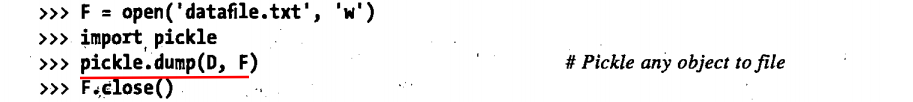 >>> F = open('datafile.txt', 'w')
>>> import pickle
>>> pickle.dump(D, F) # Pickle any object to file
>>> F.close()